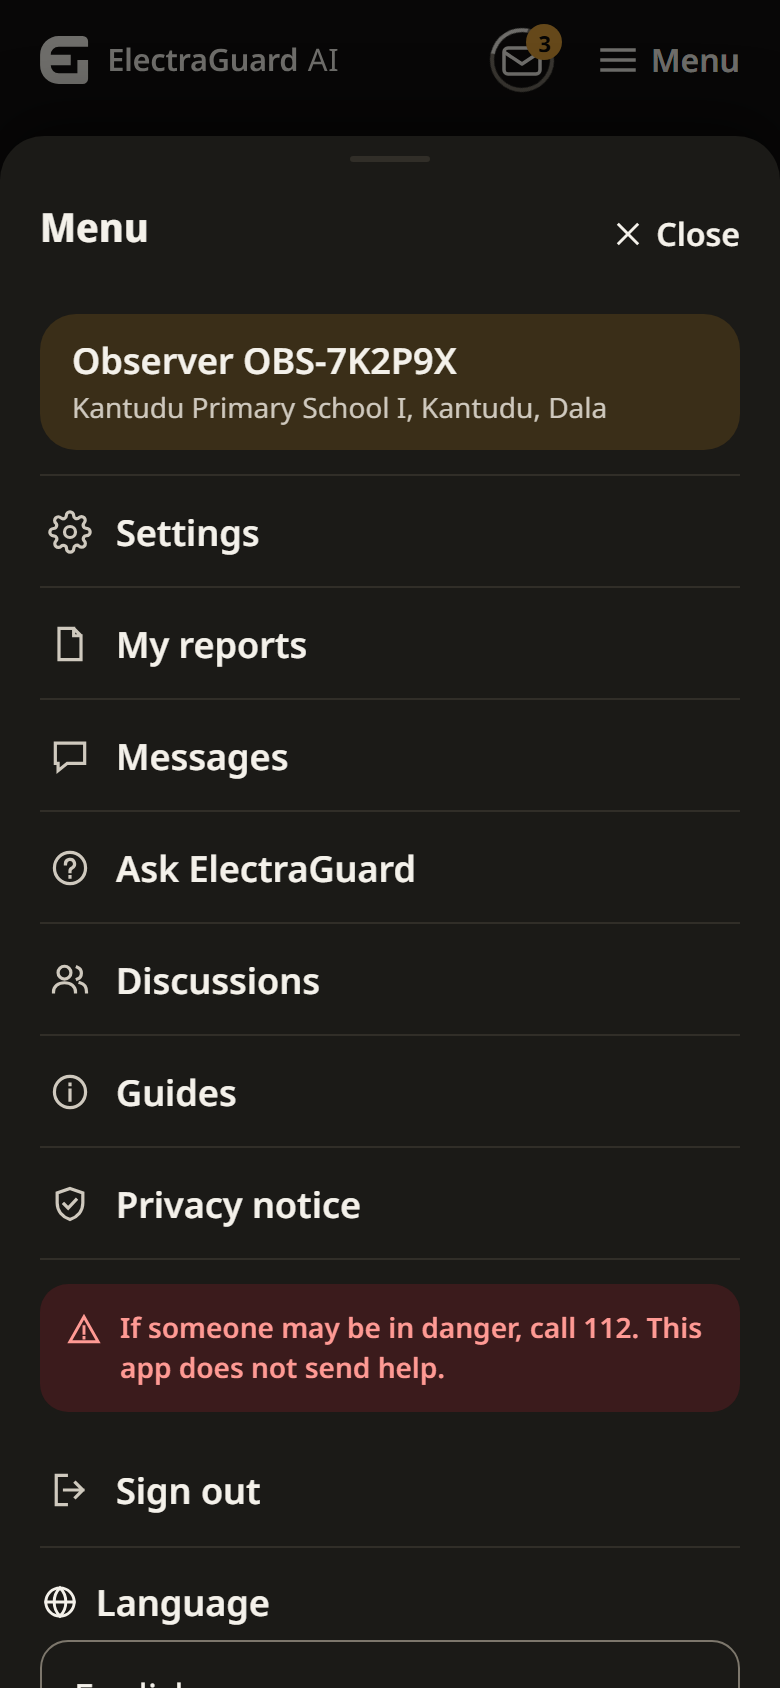 ElectraGuard AI
3
Menu
Menu
Close
Observer OBS-7K2P9X
Kantudu Primary School I, Kantudu, Dala
Settings
My reports
Messages
Ask ElectraGuard
Discussions
Guides
Privacy notice
If someone may be in danger, call 112. This
app does not send help.
Sign out
Language